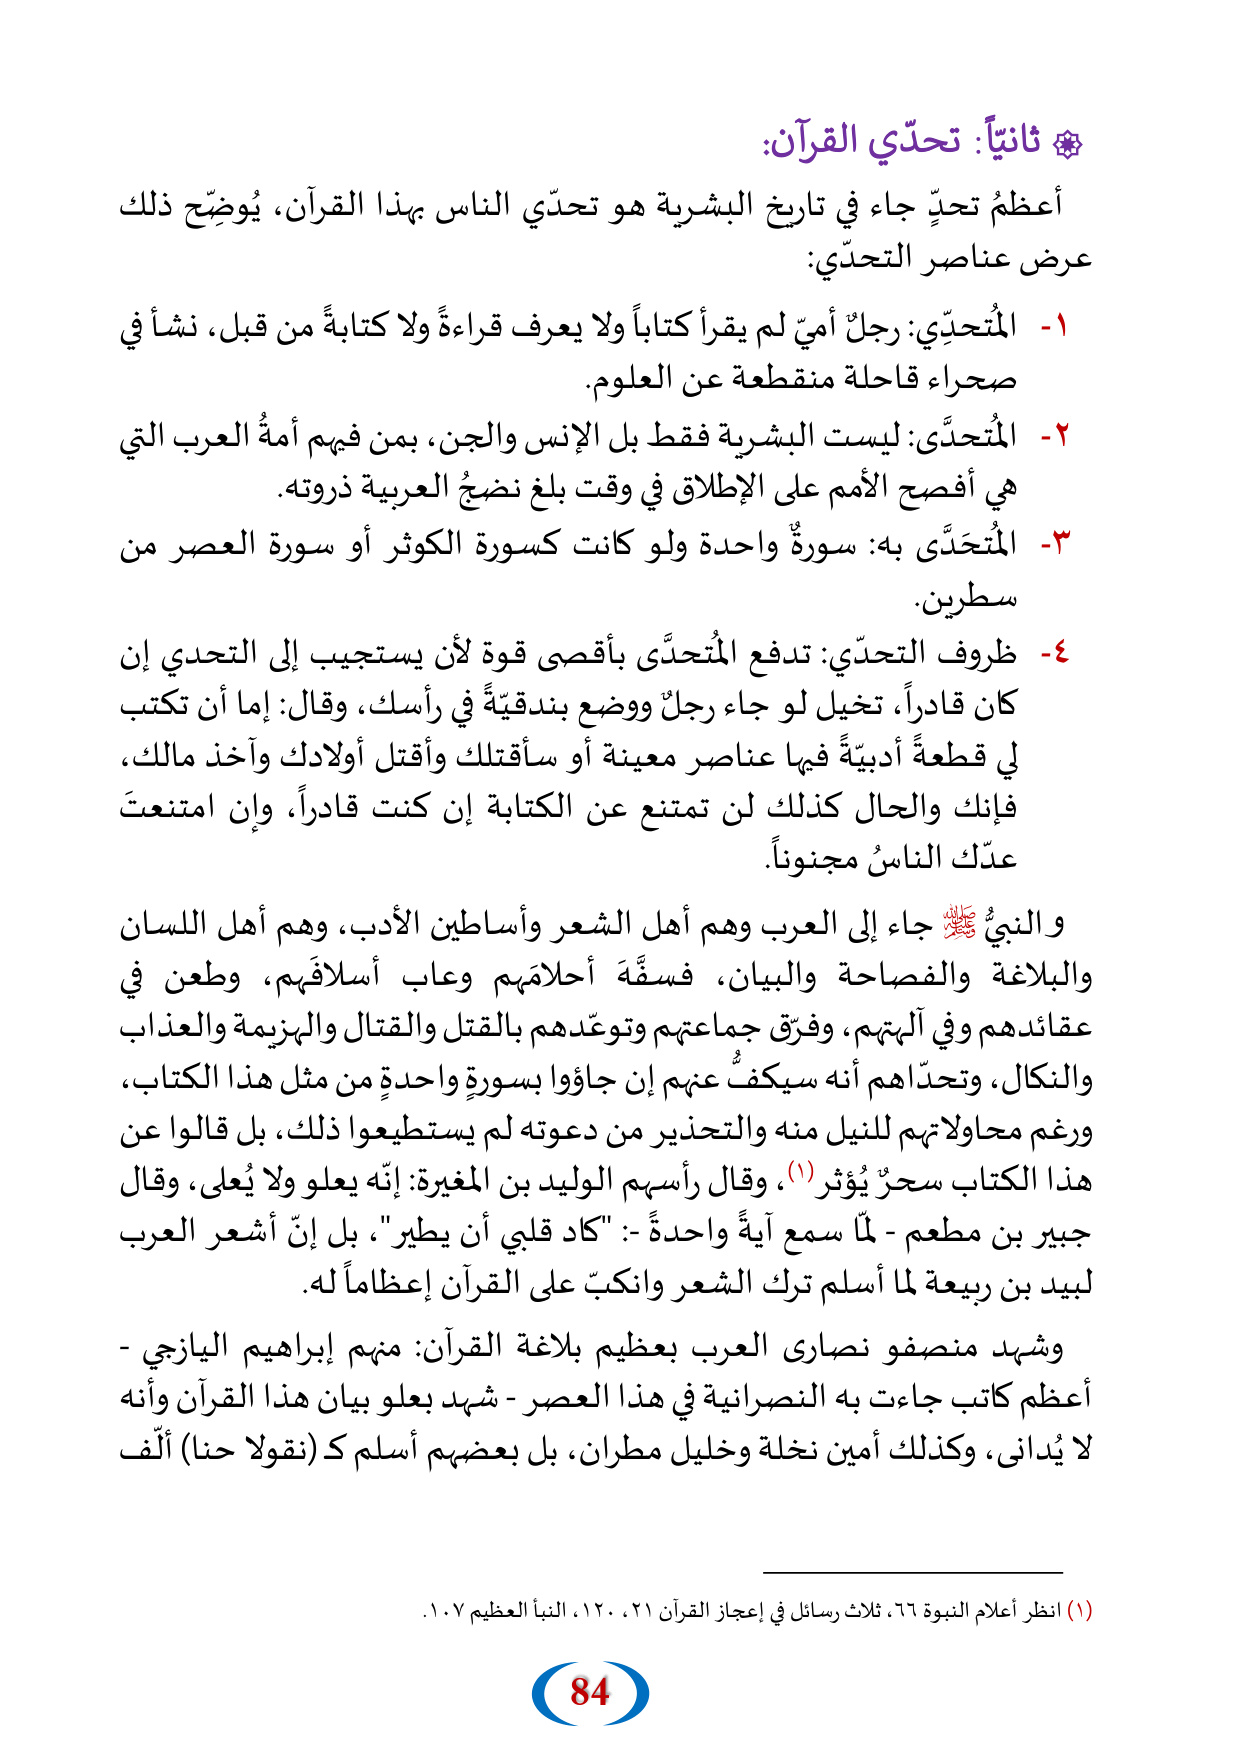 ۞ ثانيّاً: تحدّي القرآن:
أعظمُ تحدٍّ جاء في تاريخ البشرية هو تحدّي الناس بهذا القرآن، يُوضِّح ذلك
عرض عناصر التحدّي:
١- المُتحدِّي: رجلٌ أميّ لم يقرأ كتاباً ولا يعرف قراءةً ولا كتابةً من قبل، نشأ في
صحراء قاحلة منقطعة عن العلوم.
٢- المُتحدَّى: ليست البشرية فقط بل الإنس والجن، بمن فيهم أمةُ العرب التي
هي أفصح الأمم على الإطلاق في وقت بلغ نضجُ العربية ذروته.
٣- المُتحَدَّى به: سورةٌ واحدة ولو كانت كسورة الكوثر أو سورة العصر من
سطرين.
٤- ظروف التحدّي: تدفع المُتحدَّى بأقصى قوة لأن يستجيب إلى التحدي إن
كان قادراً، تخيل لو جاء رجلٌ ووضع بندقيّةً في رأسك، وقال: إما أن تكتب
لي قطعةً أدبيّةً فيها عناصر معينة أو سأقتلك وأقتل أولادك وآخذ مالك،
فإنك والحال كذلك لن تمتنع عن الكتابة إن كنت قادراً، وإن امتنعتَ
عدّك الناسُ مجنوناً.
والنبيُّ ﷺ جاء إلى العرب وهم أهل الشعر وأساطين الأدب، وهم أهل اللسان
والبلاغة والفصاحة والبيان، فسفَّهَ أحلامَهم وعاب أسلافَهم، وطعن في
عقائدهم وفي آلهتهم، وفرّق جماعتهم وتوعّدهم بالقتل والقتال والهزيمة والعذاب
والنكال، وتحدّاهم أنه سيكفُّ عنهم إن جاؤوا بسورةٍ واحدةٍ من مثل هذا الكتاب،
ورغم محاولاتهم للنيل منه والتحذير من دعوته لم يستطيعوا ذلك، بل قالوا عن
هذا الكتاب سحرٌ يُؤثر(١)، وقال رأسهم الوليد بن المغيرة: إنّه يعلو ولا يُعلى، وقال
جبير بن مطعم - لمّا سمع آيةً واحدةً -: "كاد قلبي أن يطير"، بل إنّ أشعر العرب
لبيد بن ربيعة لما أسلم ترك الشعر وانكبّ على القرآن إعظاماً له.
وشهد منصفو نصارى العرب بعظيم بلاغة القرآن: منهم إبراهيم اليازجي -
أعظم كاتب جاءت به النصرانية في هذا العصر - شهد بعلو بيان هذا القرآن وأنه
لا يُدانى، وكذلك أمين نخلة وخليل مطران، بل بعضهم أسلم كـ (نقولا حنا) ألّف
(١) انظر أعلام النبوة ٦٦، ثلاث رسائل في إعجاز القرآن ٢١، ١٢٠، النبأ العظيم ١٠٧.
84